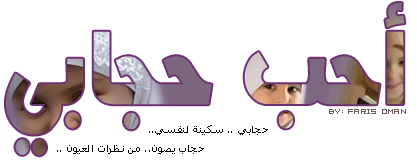 أحب حجابي
BY: FARIS OMAN
حجابي .. سكينة لنفسي..
حجاب يصون.. من نظرات العيون ..